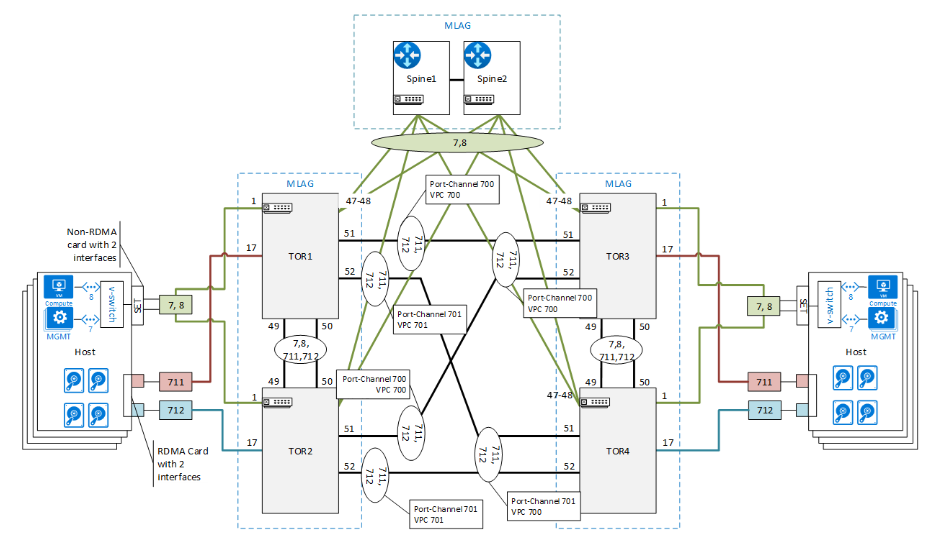 MLAG
Spine1
Spine2
7,8
MLAG
MLAG
Port-Channel 700
VPC 700
1
47-48
47-48
1
Non-RDMA
card with 2
interfaces
17
51
711,
712
51
17
TOR1
TOR3
52
711,
712
711,
712
52
VM
Compute
8
7
MGMT
v-switch
SET
7, 8
Port-Channel 700
VPC 700
Port-Channel 701
VPC 701
7, 8
SET
v-switch
8
7
VM
Compute
MGMT
49
50
49
50
7,8,
711,712
7,8,
711,712
Host
Host
711
Port-Channel 700
VPC 700
49
50
49
50
711
712
1
47-48
1
712
17
51
711,
712
51
17
TOR2
711,
712
TOR4
RDMA Card
with 2
interfaces
52
711,
712
52
Port-Channel 701
VPC 701
Port-Channel 701
VPC 700